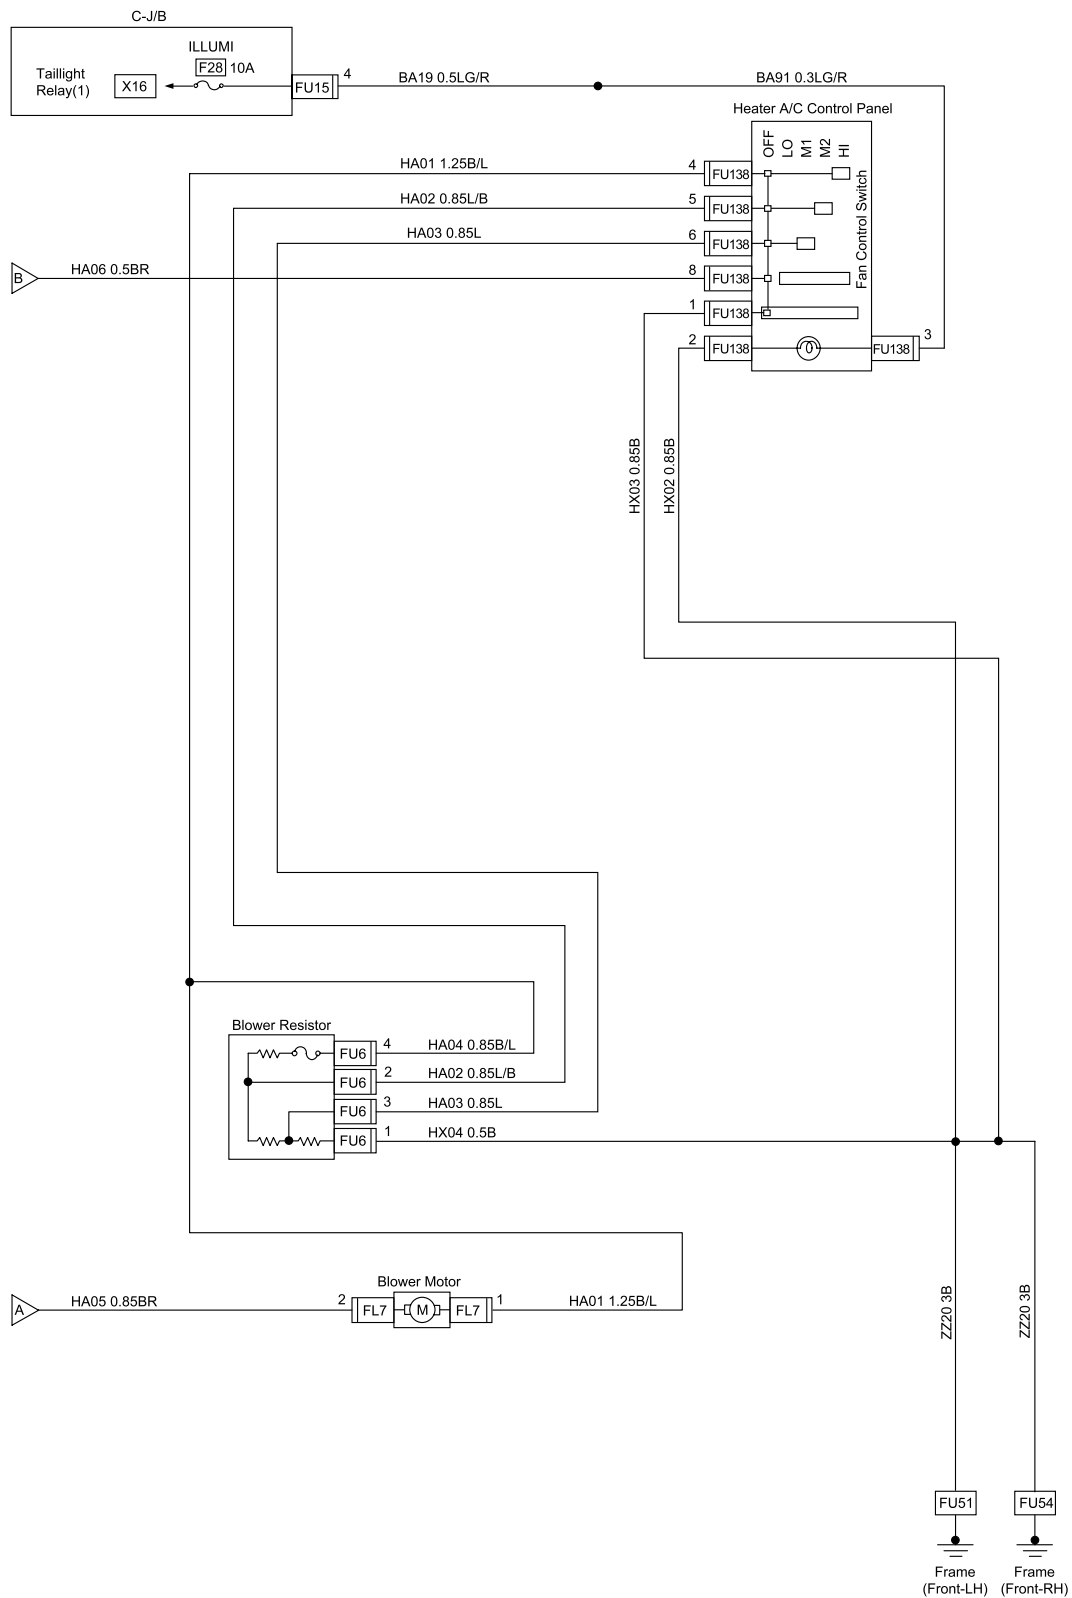 C-J/B
ILLUMI
F28 10A
Taillight
Relay(1)
X16
FU15
4
BA19 0.5LG/R
BA91 0.3LG/R
Heater A/C Control Panel
OFF
LO
M1
M2
HI
Fan Control Switch
HA01 1.25B/L
4
FU138
HA02 0.85L/B
5
FU138
HA03 0.85L
6
FU138
B
HA06 0.5BR
8
FU138
1
FU138
2
FU138
FU138
3
HX03 0.85B
HX02 0.85B
Blower Resistor
FU6
4
HA04 0.85B/L
FU6
2
HA02 0.85L/B
FU6
3
HA03 0.85L
FU6
1
HX04 0.5B
Blower Motor
A
HA05 0.85BR
2
FL7
M
FL7
1
HA01 1.25B/L
ZZ20 3B
ZZ20 3B
FU51
FU54
Frame
(Front-LH)
Frame
(Front-RH)